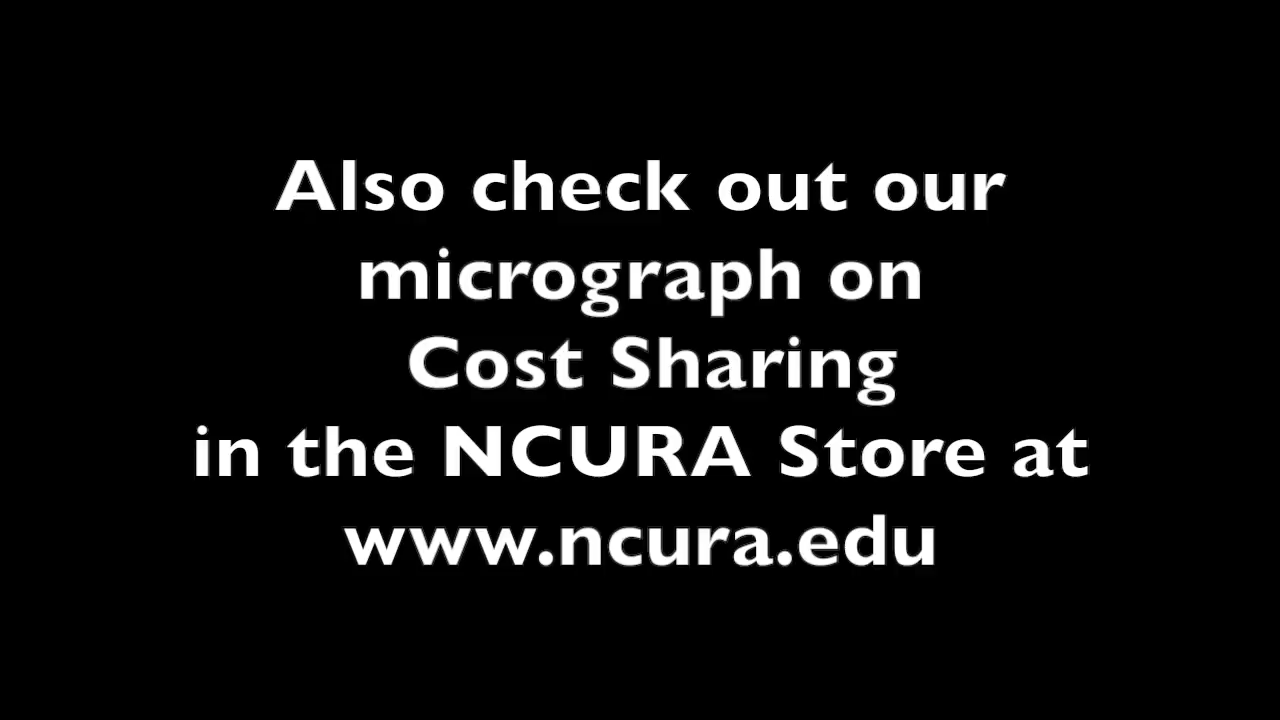 Also check out our
micrograph on
Cost Sharing
in the NCURA Store at
www.ncura.edu